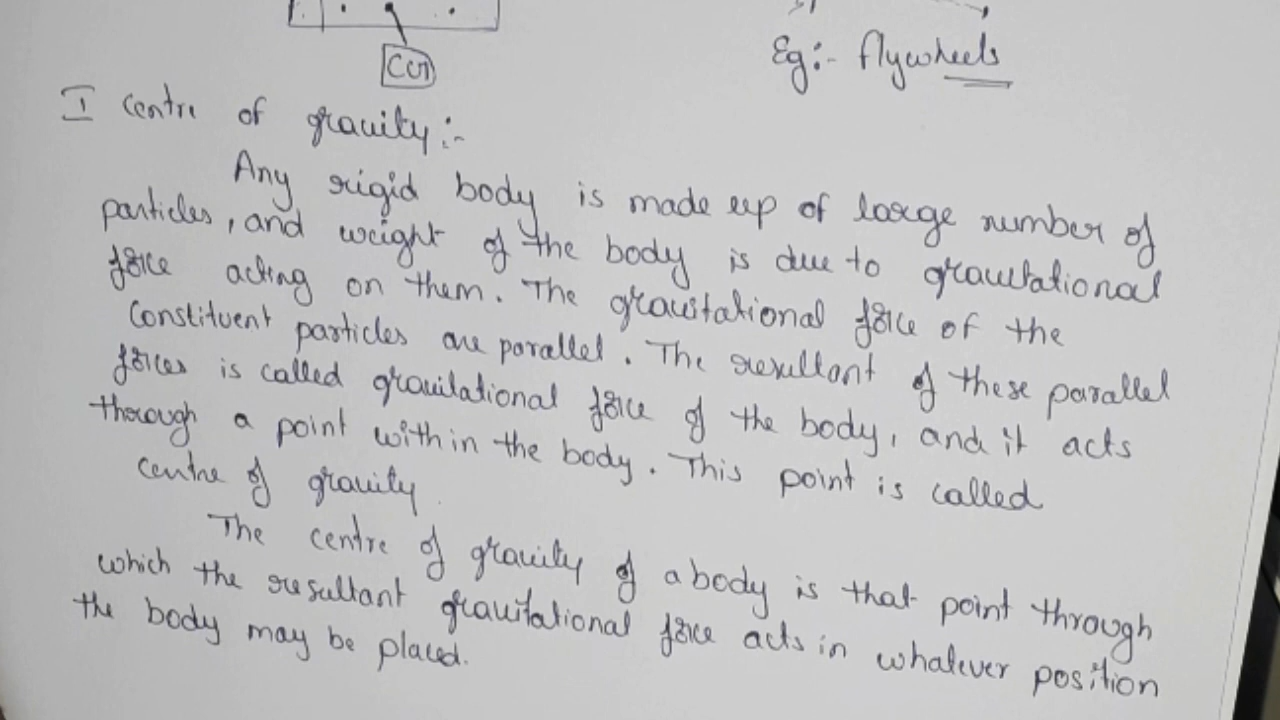 Eg:- flywheels
CG
I centre of gravity:-
Any rigid body is made up of large number of
particles, and weight of the body is due to gravitational
force acting on them. The gravitational force of the
constituent particles are parallel. The resultant of these parallel
forces is called gravitational force of the body, and it acts
through a point within the body. This point is called
centre of gravity.
The centre of gravity of a body is that point through
which the resultant gravitational force acts in whatever position
the body may be placed.